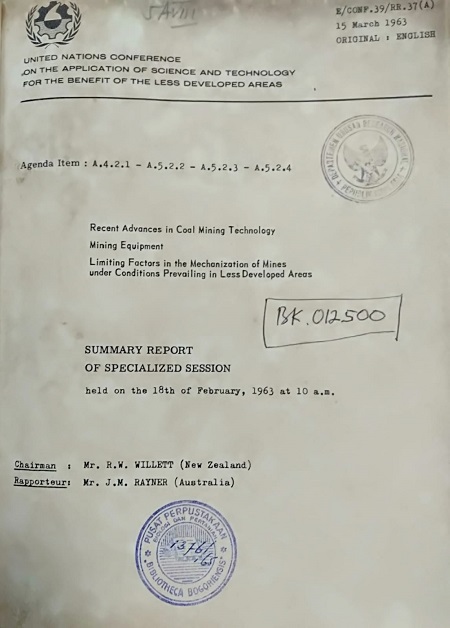 5AVIII
E/CONF.39/RR.37(A)
15 March 1963
ORIGINAL : ENGLISH
UNITED NATIONS CONFERENCE
ON THE APPLICATION OF SCIENCE AND TECHNOLOGY
FOR THE BENEFIT OF THE LESS DEVELOPED AREAS
Agenda Item : A.4.2.1 - A.5.2.2 - A.5.2.3 - A.5.2.4
Recent Advances in Coal Mining Technology
Mining Equipment
Limiting Factors in the Mechanization of Mines
under Conditions Prevailing in Less Developed Areas
BK.012500
SUMMARY REPORT
OF SPECIALIZED SESSION
held on the 18th of February, 1963 at 10 a.m.
Chairman : Mr. R.W. WILLETT (New Zealand)
Rapporteur: Mr. J.M. RAYNER (Australia)
PUSAT PERPUSTAKAAN
BIOLOGI DAN PERTANIAN
BIBLIOTHECA BOGORIENSIS